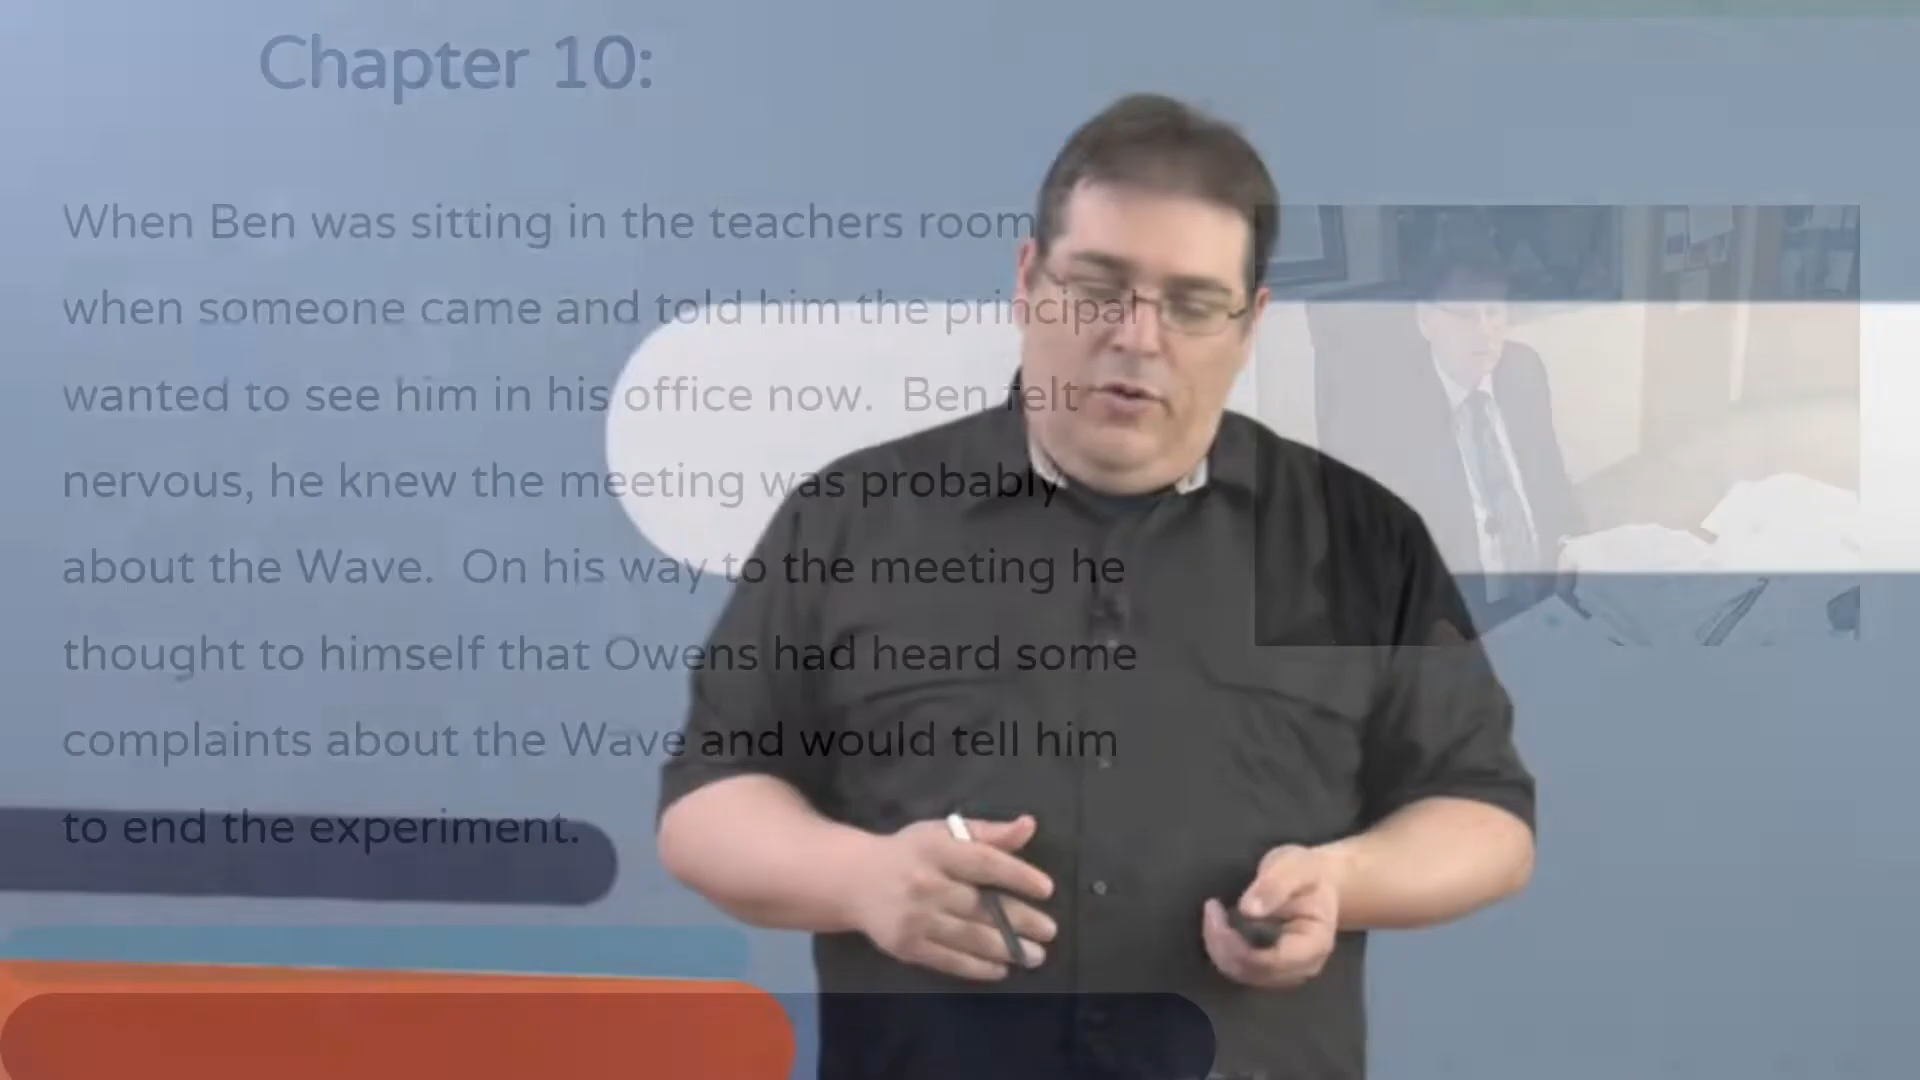 Chapter 10:
When Ben was sitting in the teachers room
when someone came and told him the principal
wanted to see him in his office now. Ben felt
nervous, he knew the meeting was probably
about the Wave. On his way to the meeting he
thought to himself that Owens had heard some
complaints about the Wave and would tell him
to end the experiment.